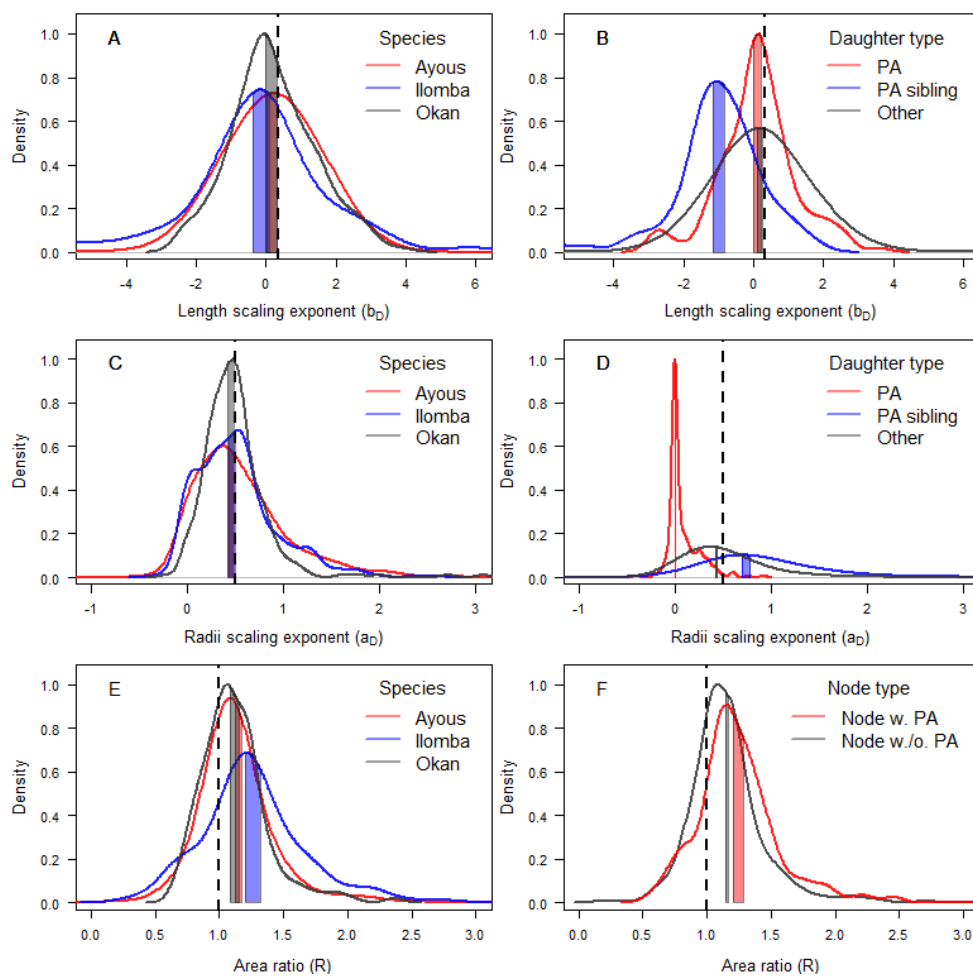 A
Species
Ayous
Ilomba
Okan
Density
0.0
0.2
0.4
0.6
0.8
1.0
-4
-2
0
2
4
6
Length scaling exponent (b_D)
B
Daughter type
PA
PA sibling
Other
Density
0.0
0.2
0.4
0.6
0.8
1.0
-4
-2
0
2
4
6
Length scaling exponent (b_D)
C
Species
Ayous
Ilomba
Okan
Density
0.0
0.2
0.4
0.6
0.8
1.0
-1
0
1
2
3
Radii scaling exponent (a_D)
D
Daughter type
PA
PA sibling
Other
Density
0.0
0.2
0.4
0.6
0.8
1.0
-1
0
1
2
3
Radii scaling exponent (a_D)
E
Species
Ayous
Ilomba
Okan
Density
0.0
0.2
0.4
0.6
0.8
1.0
0.0
0.5
1.0
1.5
2.0
2.5
3.0
Area ratio (R)
F
Node type
Node w. PA
Node w./o. PA
Density
0.0
0.2
0.4
0.6
0.8
1.0
0.0
0.5
1.0
1.5
2.0
2.5
3.0
Area ratio (R)